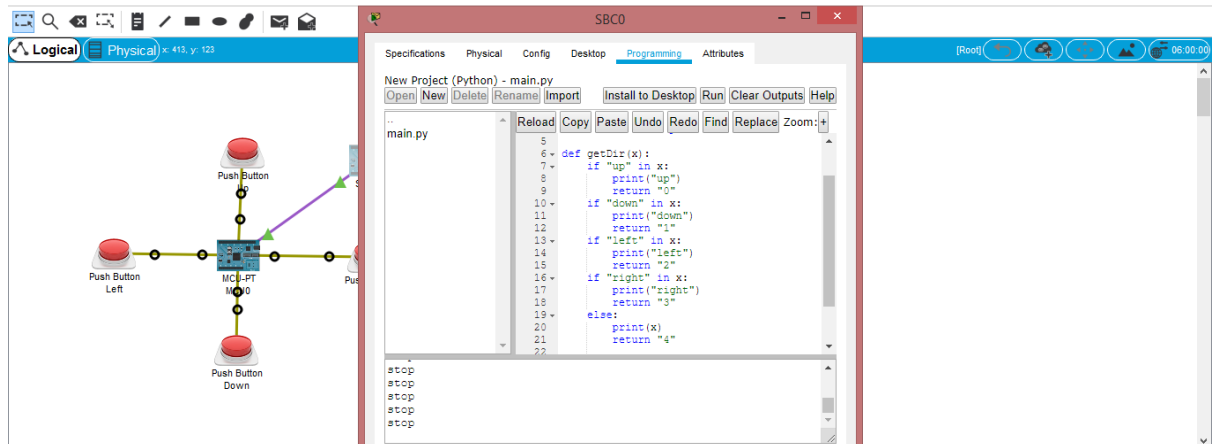 SBC0
Logical
Physical x: 413, y: 123
[Root]
06:00:00
Specifications Physical Config Desktop Programming Attributes
New Project (Python) - main.py
Open New Delete Rename Import Install to Desktop Run Clear Outputs Help
..
main.py
Reload Copy Paste Undo Redo Find Replace Zoom: +
5
6 def getDir(x):
7 if "up" in x:
8 print("up")
9 return "0"
10 if "down" in x:
11 print("down")
12 return "1"
13 if "left" in x:
14 print("left")
15 return "2"
16 if "right" in x:
17 print("right")
18 return "3"
19 else:
20 print(x)
21 return "4"
22
stop
stop
stop
stop
stop
Push Button
Push Button
Left
MCU-PT
Push Button
Down